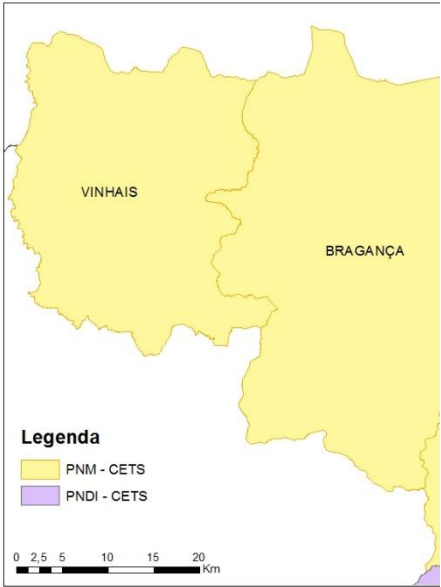 VINHAIS
BRAGANÇA
Legenda
PNM - CETS
PNDI - CETS
0 2,5 5 10 15 20
Km